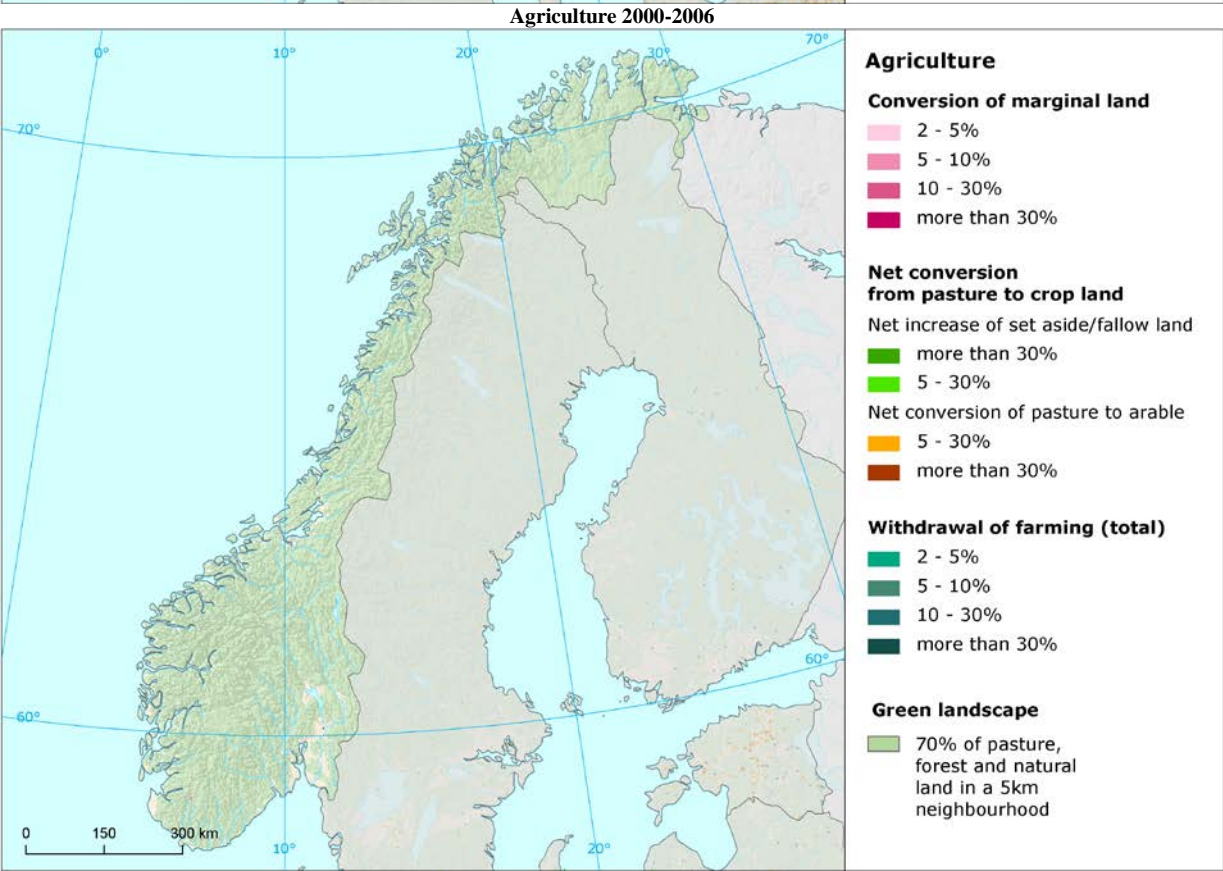 Agriculture 2000-2006
0° 10° 20° 30° 70°
70°
60°
60°
0 150 300 km
10° 20°
Agriculture
Conversion of marginal land
2 - 5%
5 - 10%
10 - 30%
more than 30%
Net conversion
from pasture to crop land
Net increase of set aside/fallow land
more than 30%
5 - 30%
Net conversion of pasture to arable
5 - 30%
more than 30%
Withdrawal of farming (total)
2 - 5%
5 - 10%
10 - 30%
more than 30%
Green landscape
70% of pasture,
forest and natural
land in a 5km
neighbourhood